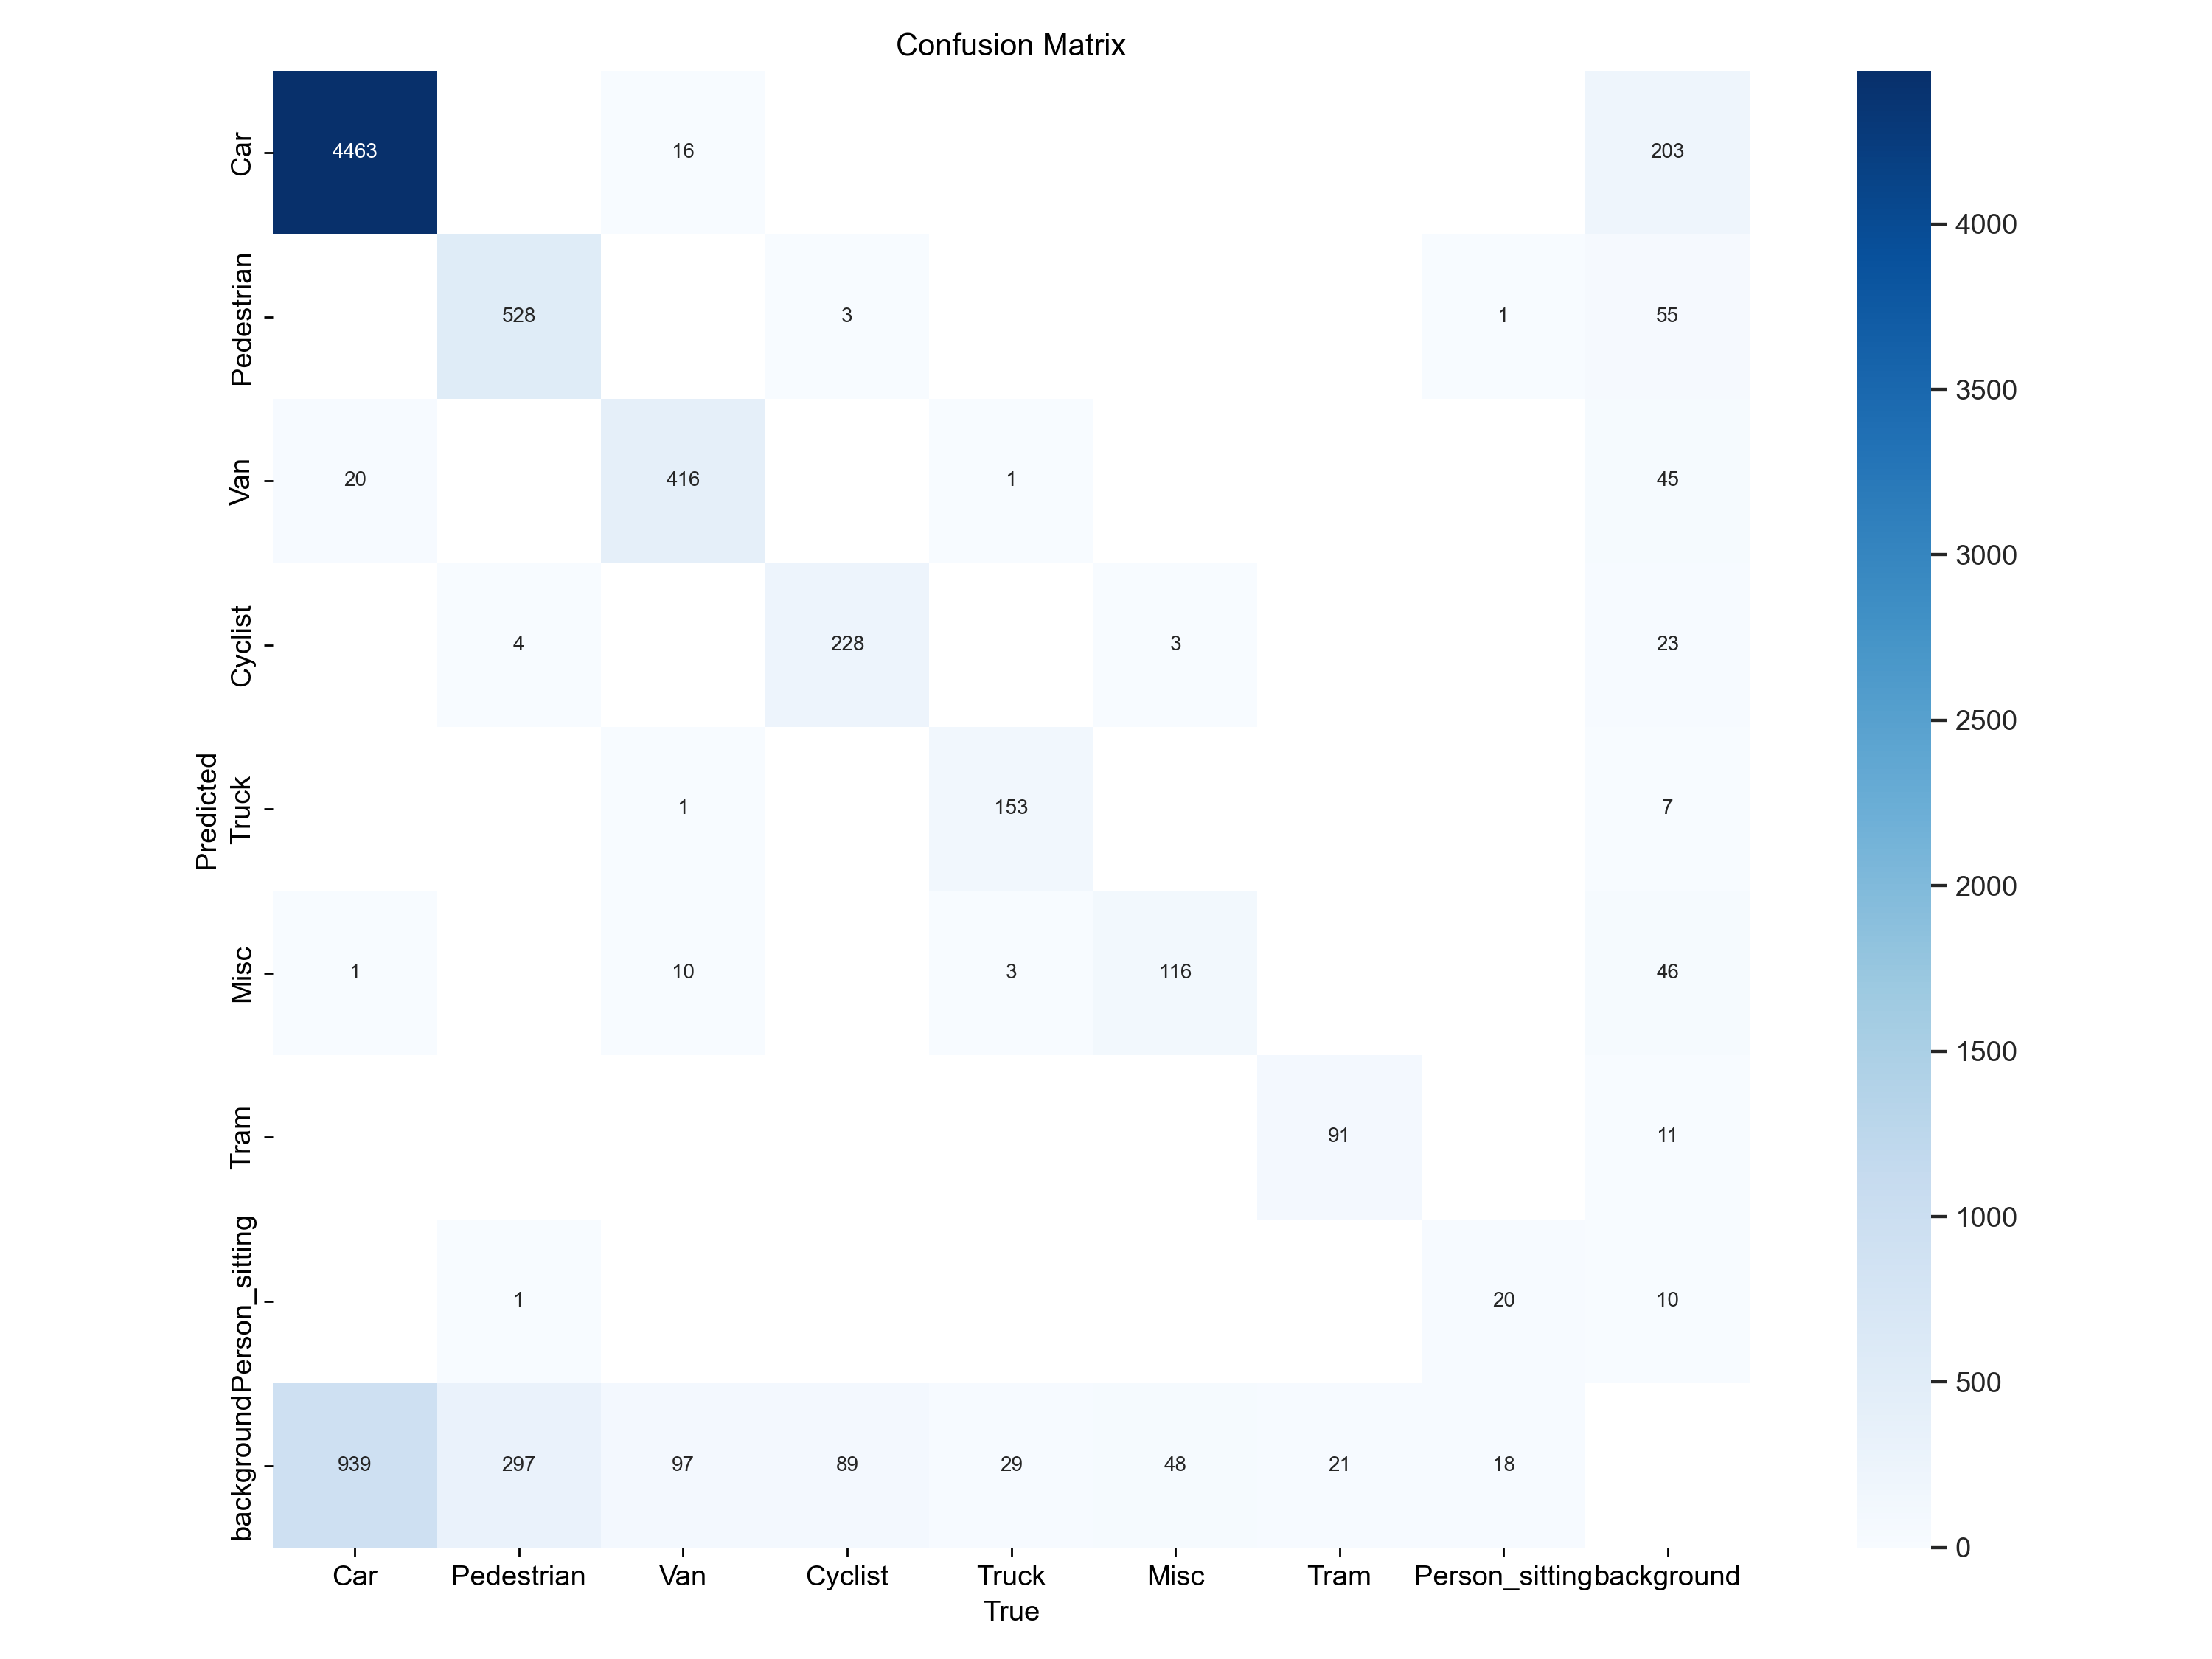 Confusion Matrix
Car
4463
16
203
4000
Pedestrian
528
3
1
55
3500
Van
20
416
1
45
3000
Cyclist
4
228
3
23
2500
Predicted
Truck
1
153
7
2000
Misc
1
10
3
116
46
1500
Tram
91
11
1000
Person_sitting
1
20
10
500
background
939
297
97
89
29
48
21
18
0
Car
Pedestrian
Van
Cyclist
Truck
Misc
Tram
Person_sitting
background
True